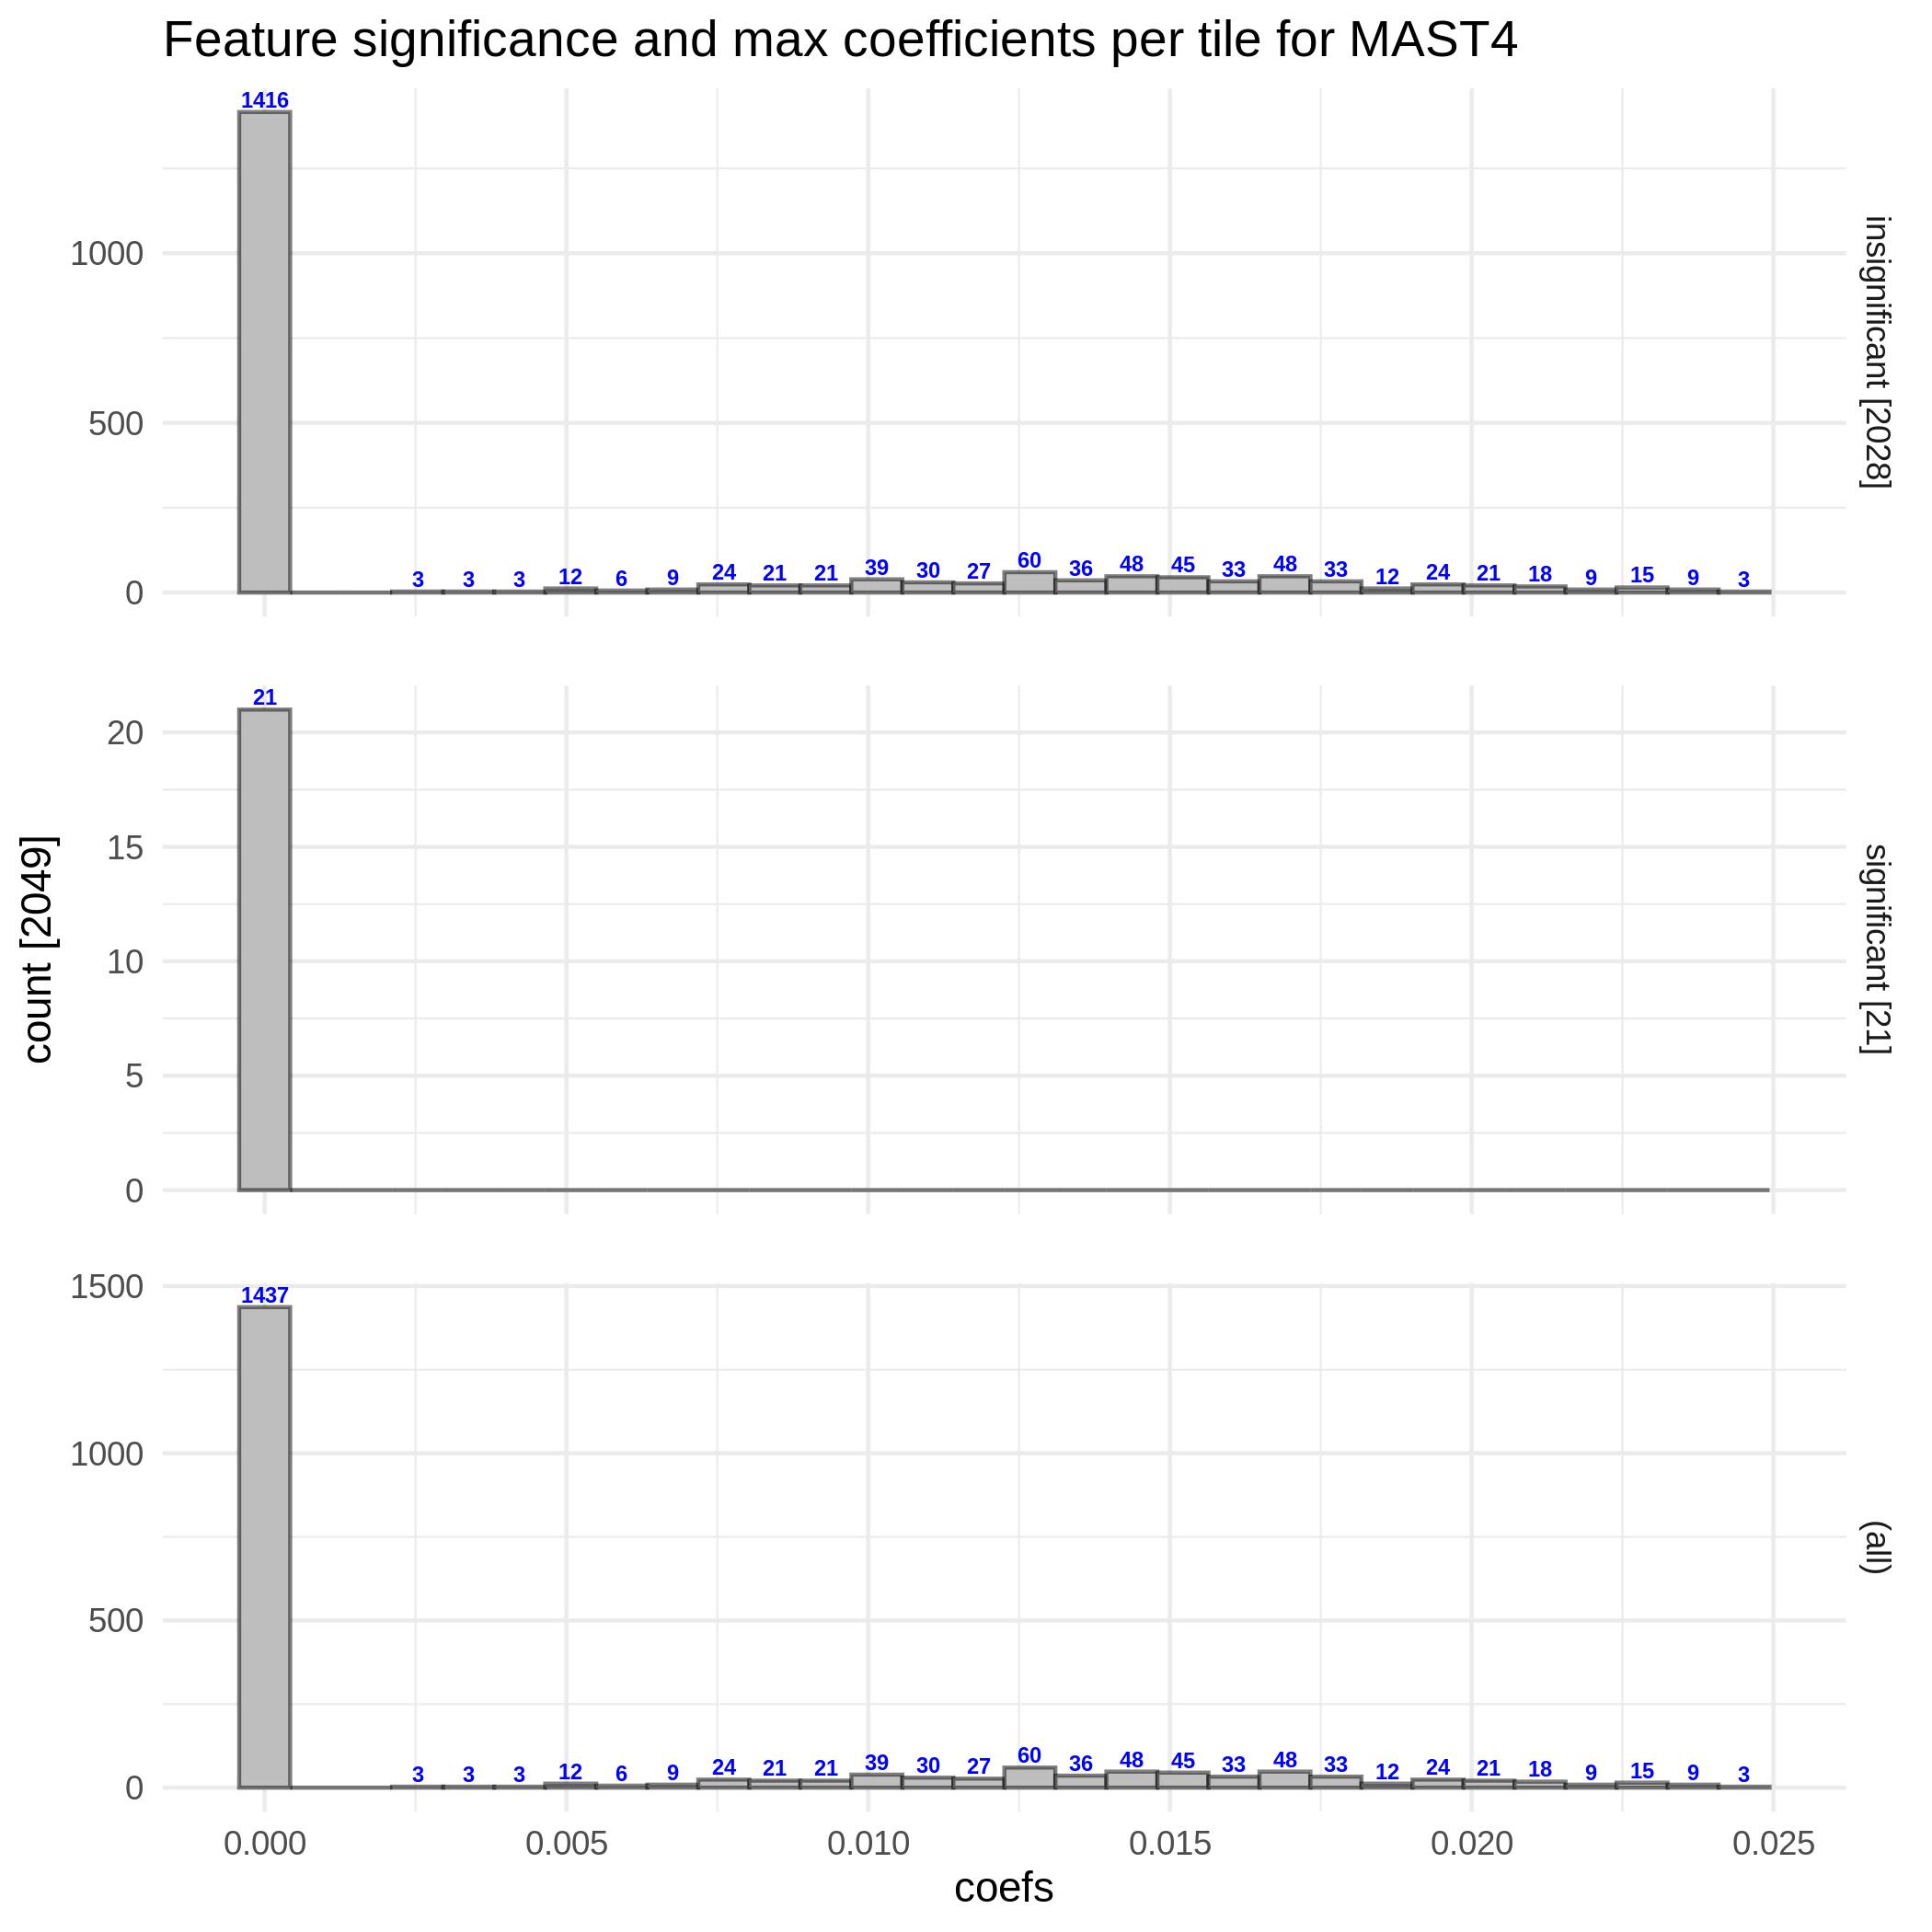 Feature significance and max coefficients per tile for MAST4
1416
3 3 3 12 6 9 24 21 21 39 30 27 60 36 48 45 33 48 33 12 24 21 18 9 15 9 3
1000
500
0
insignificant [2028]
21
20
15
10
5
0
significant [21]
count [2049]
1437
3 3 3 12 6 9 24 21 21 39 30 27 60 36 48 45 33 48 33 12 24 21 18 9 15 9 3
1500
1000
500
0
(all)
0.000 0.005 0.010 0.015 0.020 0.025
coefs